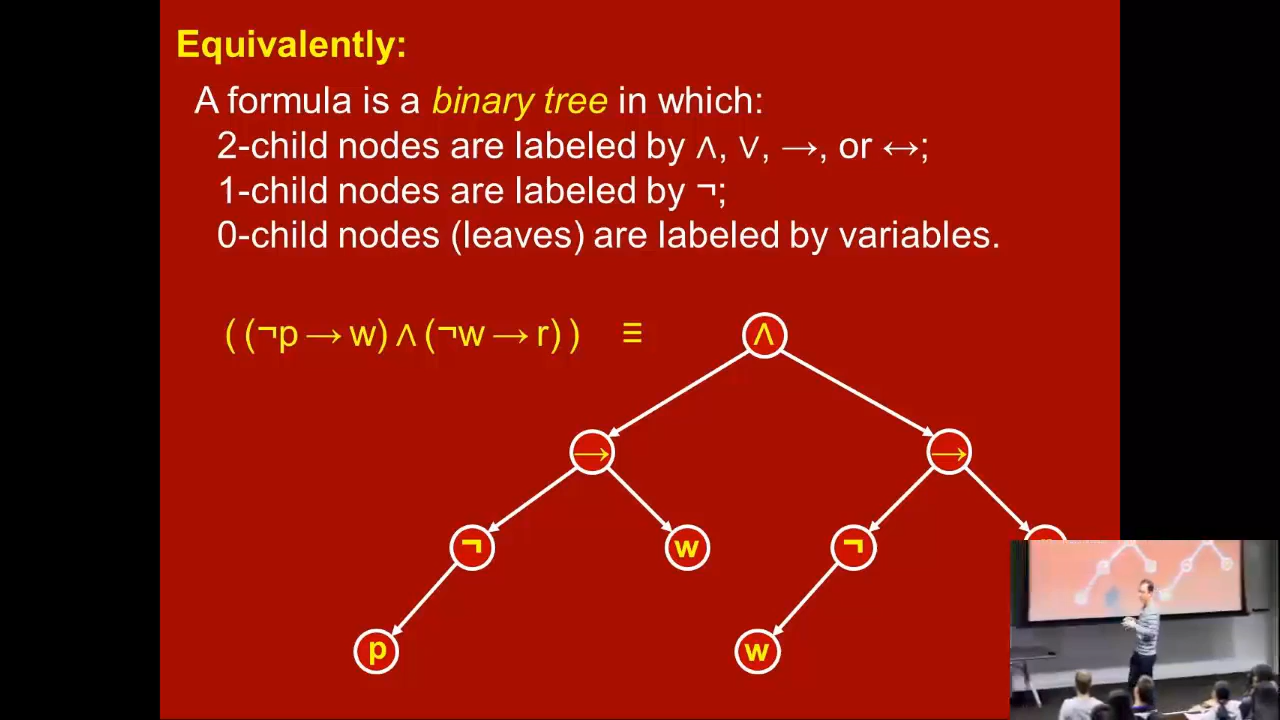 Equivalently:
A formula is a binary tree in which:
2-child nodes are labeled by ∧, ∨, →, or ↔;
1-child nodes are labeled by ¬;
0-child nodes (leaves) are labeled by variables.
((¬p → w) ∧ (¬w → r)) ≡
∧
→ →
¬ w ¬
p w